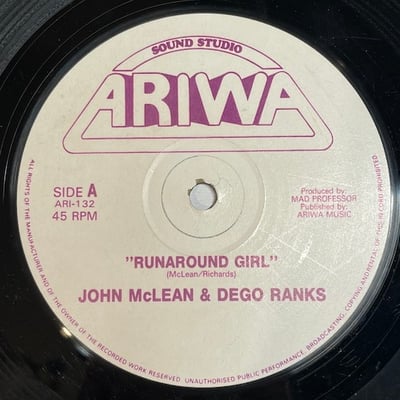 SOUND STUDIO
ARIWA
SIDE A
ARI-132
45 RPM
Produced by:
MAD PROFESSOR
Published by:
ARIWA MUSIC
"RUNAROUND GIRL"
(McLean/Richards)
JOHN McLEAN & DEGO RANKS
ALL RIGHTS OF THE MANUFACTURER AND OF THE OWNER OF THE RECORDED WORK RESERVED. UNAUTHORISED PUBLIC PERFORMANCE, BROADCASTING, COPYING AND RENTAL OF THIS RECORD PROHIBITED.